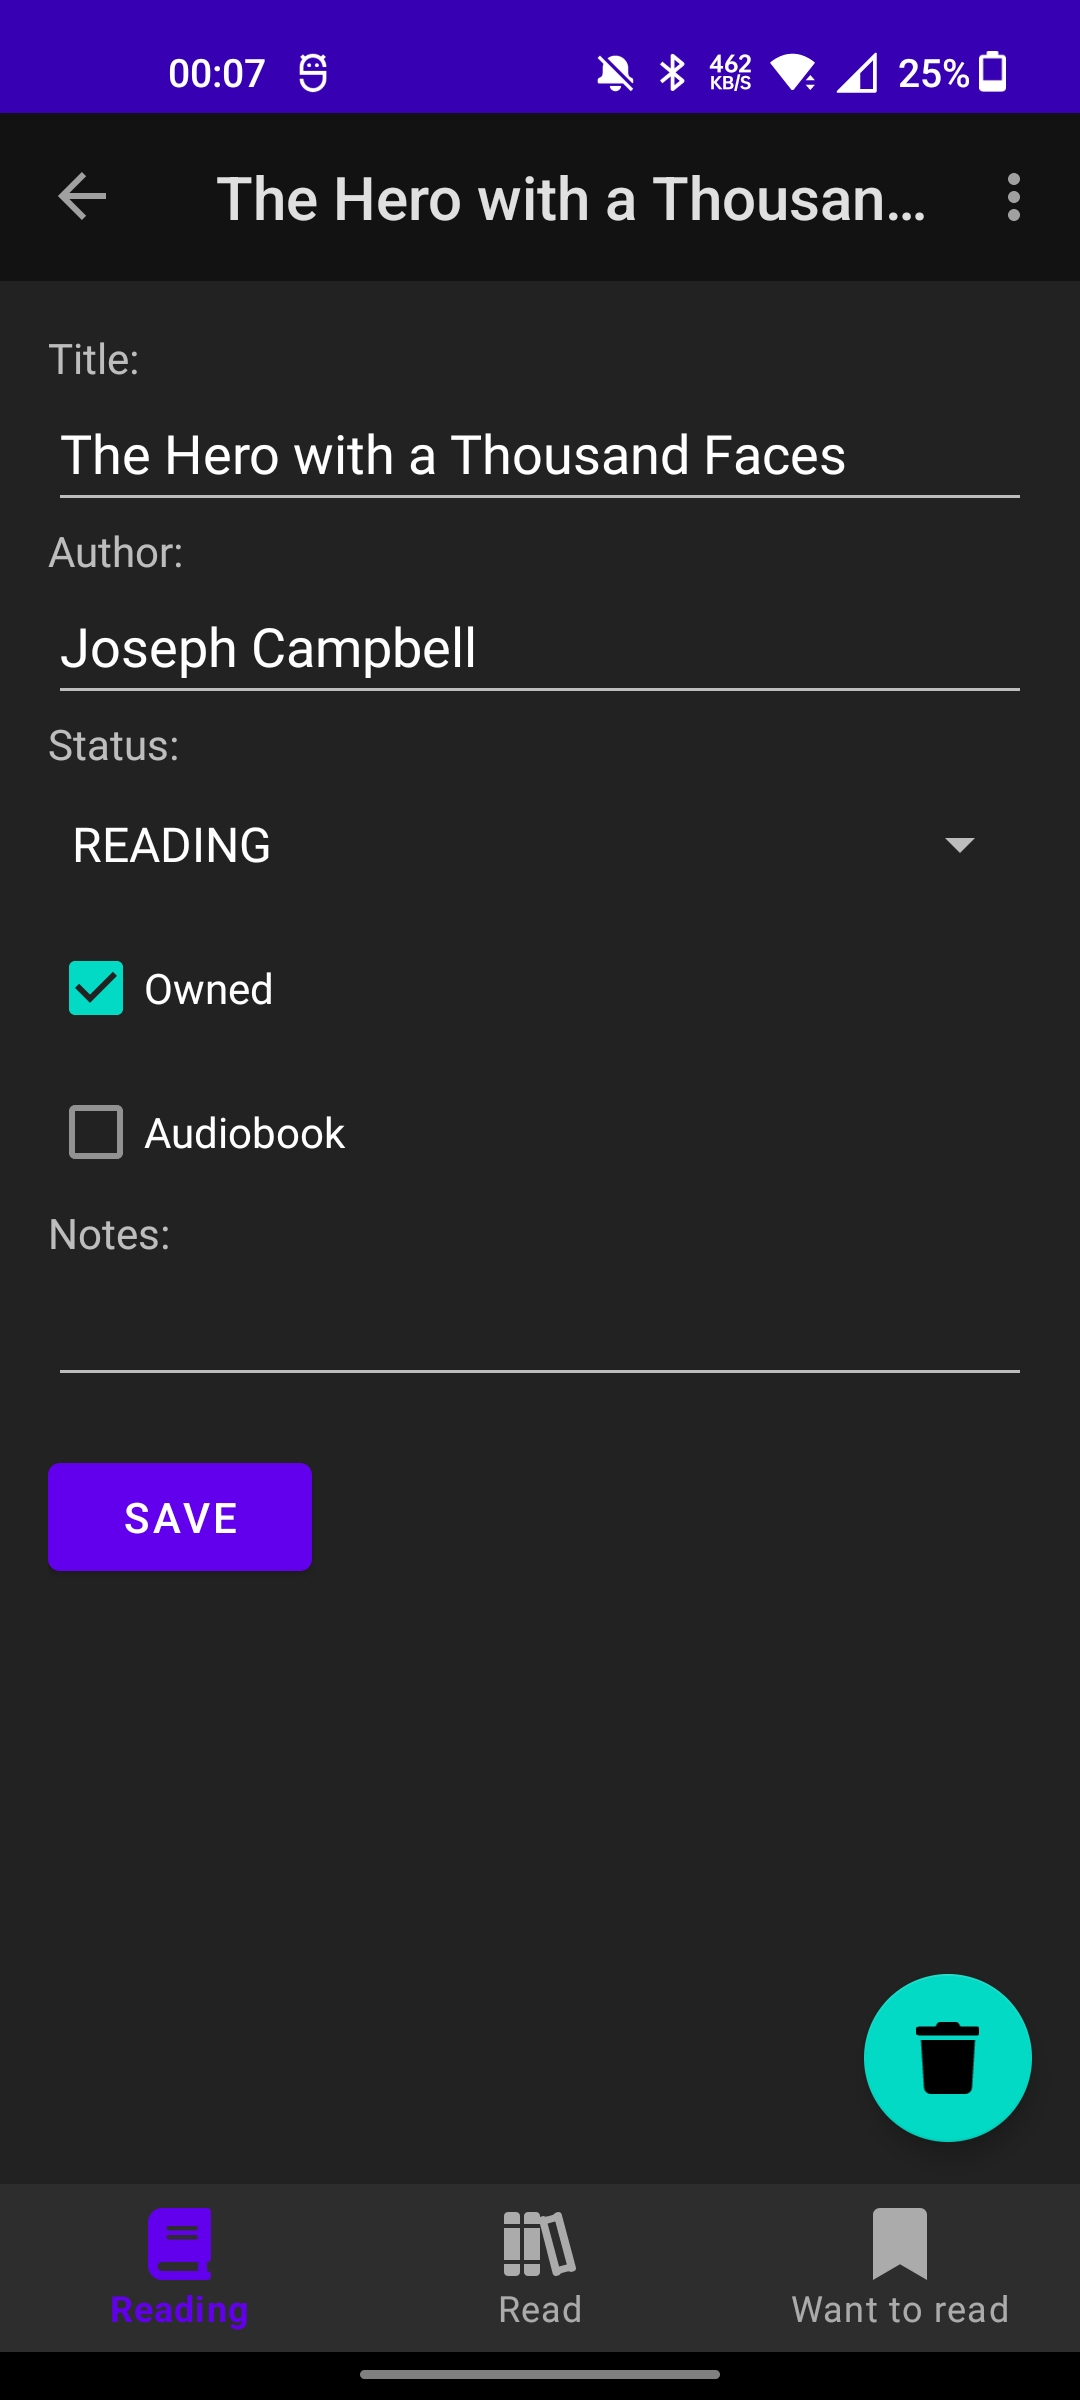 00:07 462 KB/S 25%
The Hero with a Thousan...
Title:
The Hero with a Thousand Faces
Author:
Joseph Campbell
Status:
READING
Owned
Audiobook
Notes:
SAVE
Reading Read Want to read